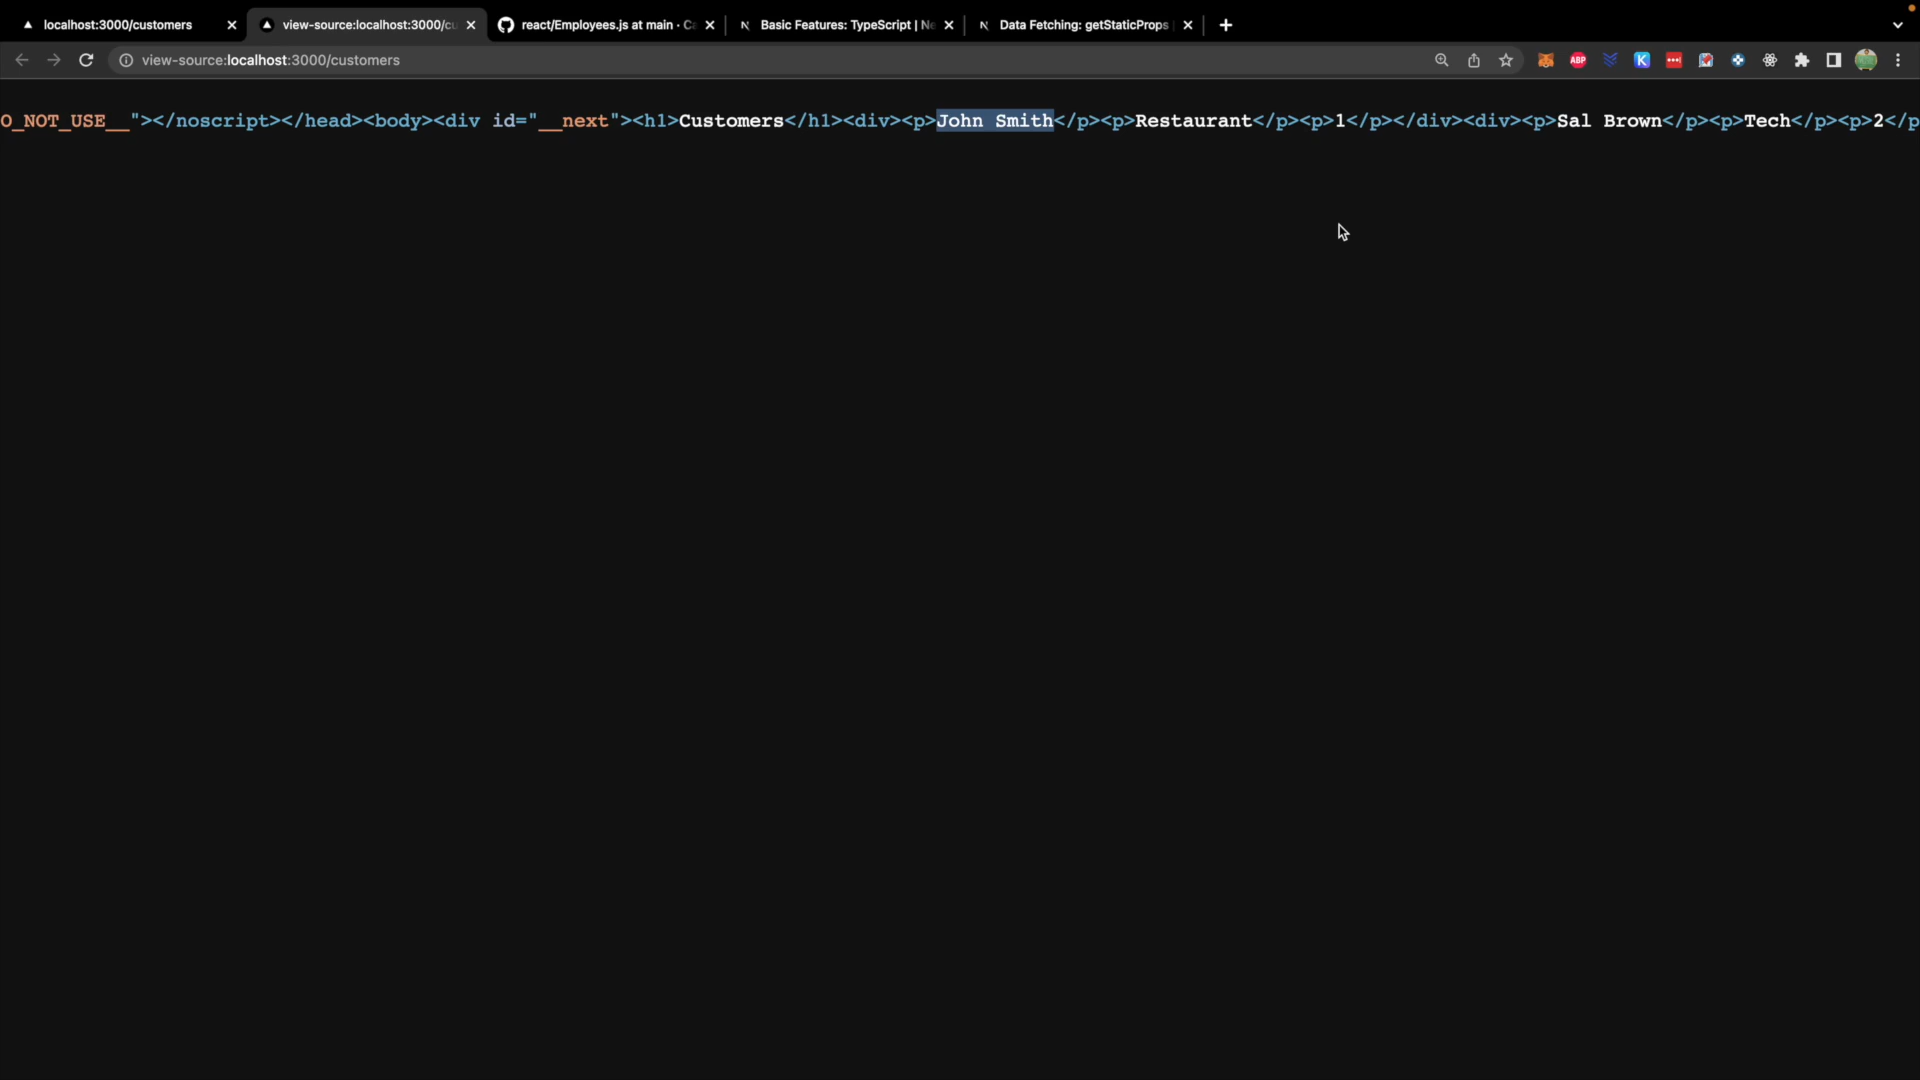 localhost:3000/customers
view-source:localhost:3000/cu
react/Employees.js at main · Ca
Basic Features: TypeScript | Ne
Data Fetching: getStaticProps
view-source:localhost:3000/customers
ABP
K
O_NOT_USE__"></noscript></head><body><div id="__next"><h1>Customers</h1><div><p>John Smith</p><p>Restaurant</p><p>1</p></div><div><p>Sal Brown</p><p>Tech</p><p>2</p